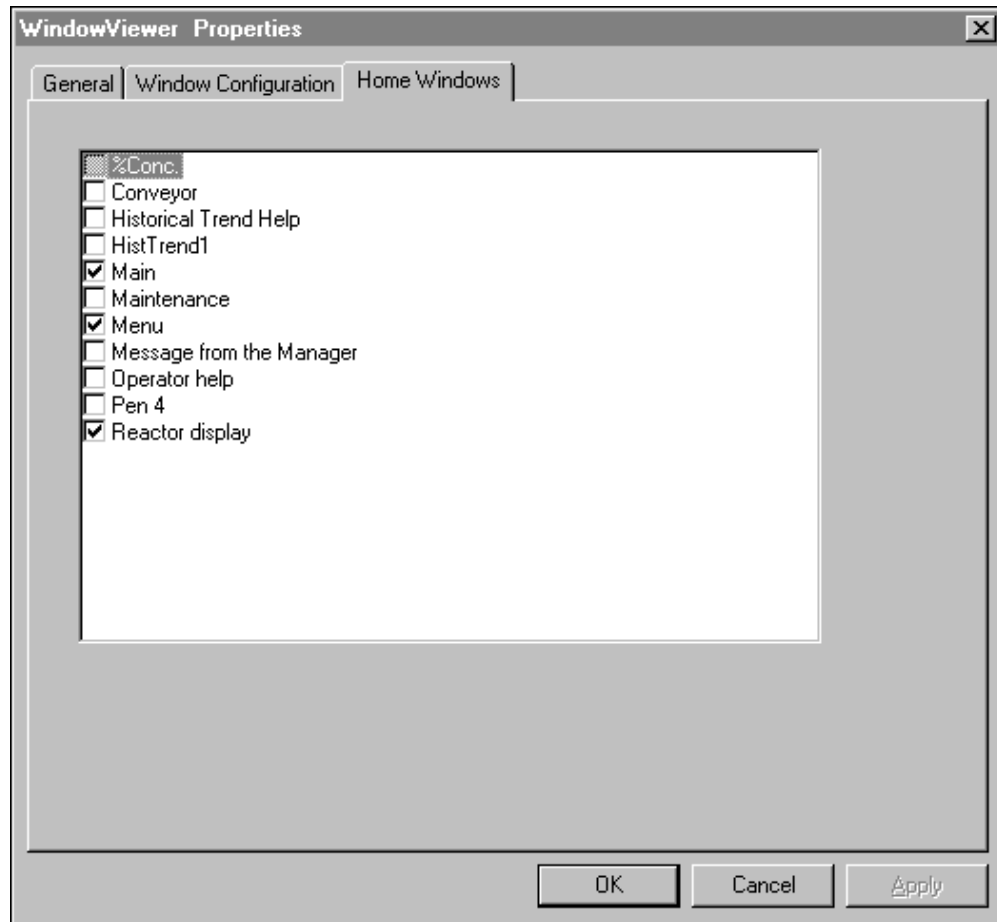 WindowViewer Properties
General Window Configuration Home Windows
%Conc.
Conveyor
Historical Trend Help
HistTrend1
Main
Maintenance
Menu
Message from the Manager
Operator help
Pen 4
Reactor display
OK Cancel Apply